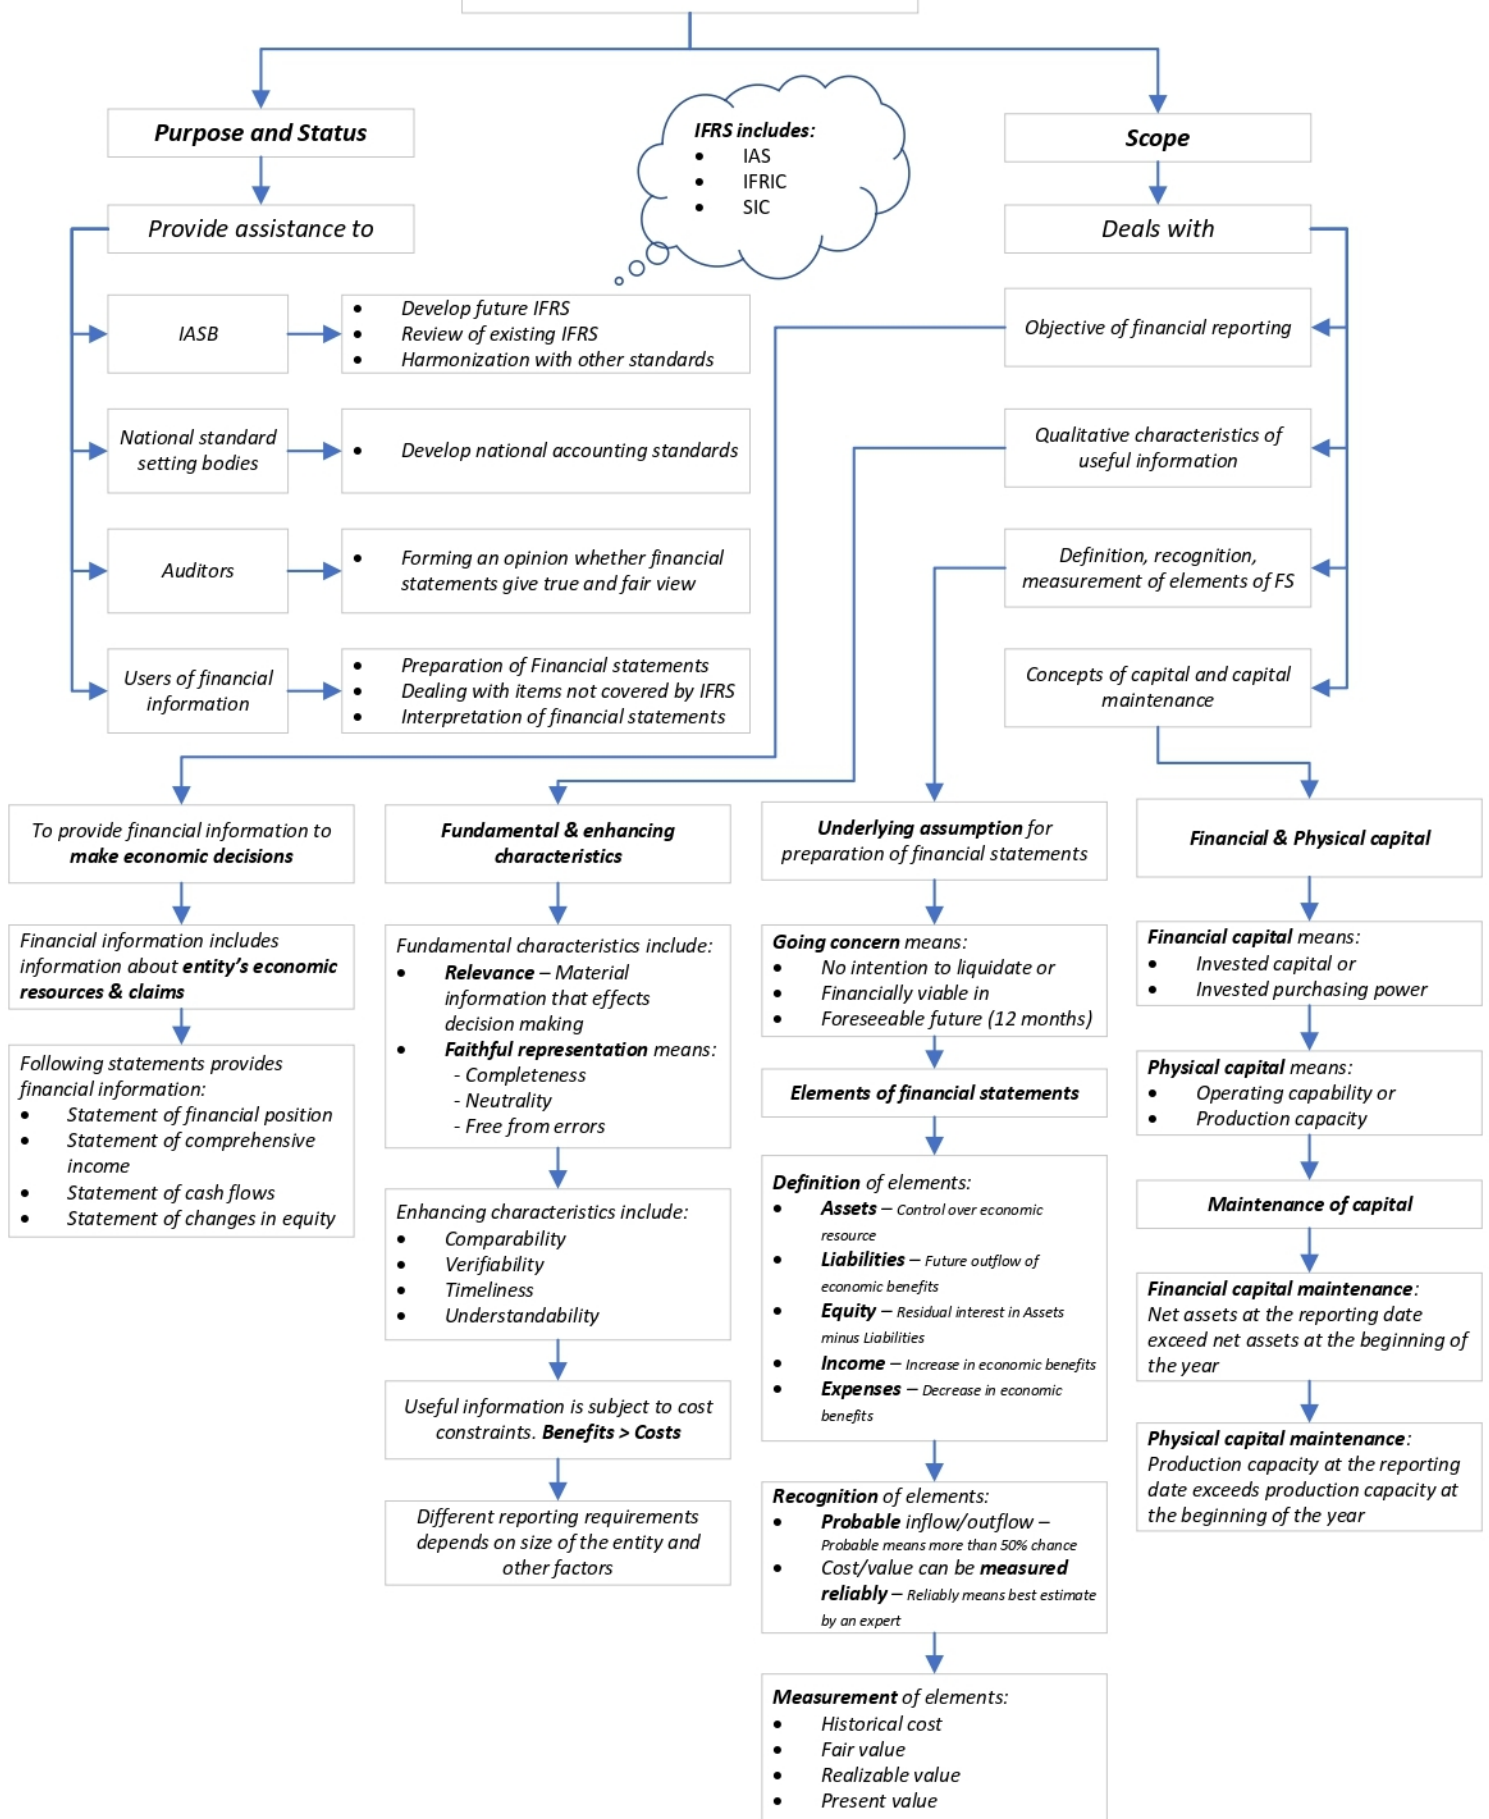 Purpose and Status
IFRS includes:
• IAS
• IFRIC
• SIC
Scope
Provide assistance to
Deals with
IASB
• Develop future IFRS
• Review of existing IFRS
• Harmonization with other standards
Objective of financial reporting
National standard
setting bodies
• Develop national accounting standards
Qualitative characteristics of
useful information
Auditors
• Forming an opinion whether financial
statements give true and fair view
Definition, recognition,
measurement of elements of FS
Users of financial
information
• Preparation of Financial statements
• Dealing with items not covered by IFRS
• Interpretation of financial statements
Concepts of capital and capital
maintenance
To provide financial information to
make economic decisions
Financial information includes
information about entity's economic
resources & claims
Following statements provides
financial information:
• Statement of financial position
• Statement of comprehensive
income
• Statement of cash flows
• Statement of changes in equity
Fundamental & enhancing
characteristics
Fundamental characteristics include:
• Relevance – Material
information that effects
decision making
• Faithful representation means:
- Completeness
- Neutrality
- Free from errors
Enhancing characteristics include:
• Comparability
• Verifiability
• Timeliness
• Understandability
Useful information is subject to cost
constraints. Benefits > Costs
Different reporting requirements
depends on size of the entity and
other factors
Underlying assumption for
preparation of financial statements
Going concern means:
• No intention to liquidate or
• Financially viable in
• Foreseeable future (12 months)
Elements of financial statements
Definition of elements:
• Assets – Control over economic
resource
• Liabilities – Future outflow of
economic benefits
• Equity – Residual interest in Assets
minus Liabilities
• Income – Increase in economic benefits
• Expenses – Decrease in economic
benefits
Recognition of elements:
• Probable inflow/outflow –
Probable means more than 50% chance
• Cost/value can be measured
reliably – Reliably means best estimate
by an expert
Measurement of elements:
• Historical cost
• Fair value
• Realizable value
• Present value
Financial & Physical capital
Financial capital means:
• Invested capital or
• Invested purchasing power
Physical capital means:
• Operating capability or
• Production capacity
Maintenance of capital
Financial capital maintenance:
Net assets at the reporting date
exceed net assets at the beginning of
the year
Physical capital maintenance:
Production capacity at the reporting
date exceeds production capacity at
the beginning of the year